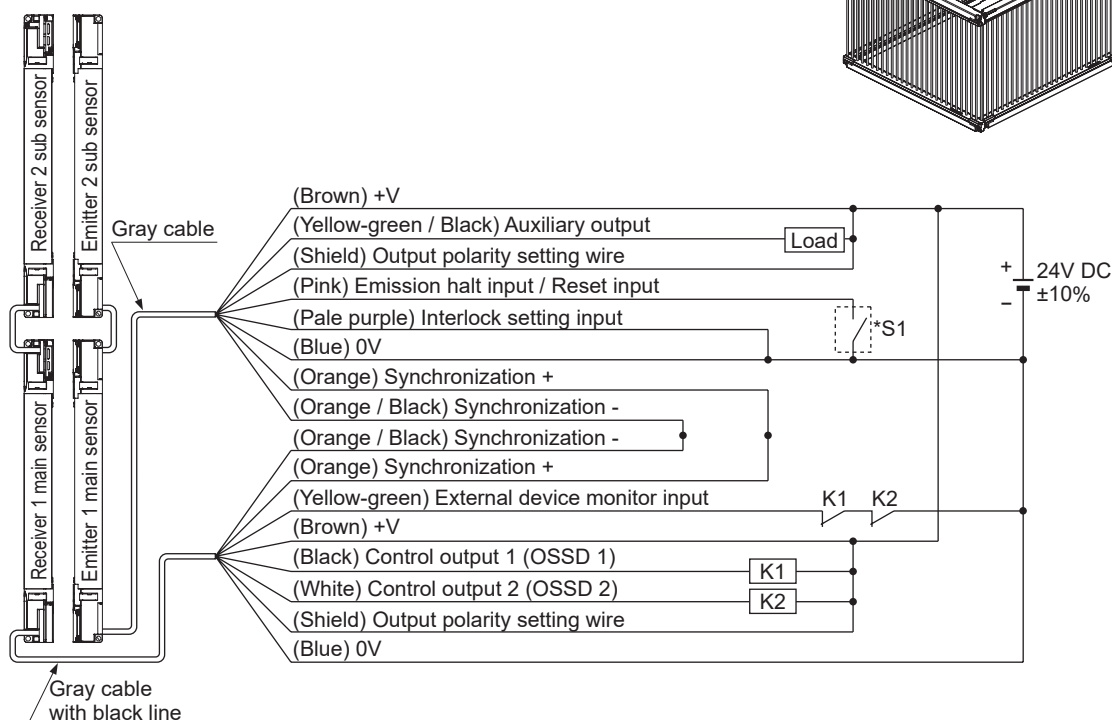 Receiver 2 sub sensor
Emitter 2 sub sensor
Receiver 1 main sensor
Emitter 1 main sensor
Gray cable
(Brown) +V
(Yellow-green / Black) Auxiliary output
Load
(Shield) Output polarity setting wire
(Pink) Emission halt input / Reset input
(Pale purple) Interlock setting input
*S1
(Blue) 0V
+
24V DC
±10%
−
(Orange) Synchronization +
(Orange / Black) Synchronization -
(Orange / Black) Synchronization -
(Orange) Synchronization +
(Yellow-green) External device monitor input
K1
K2
(Brown) +V
(Black) Control output 1 (OSSD 1)
K1
(White) Control output 2 (OSSD 2)
K2
(Shield) Output polarity setting wire
(Blue) 0V
Gray cable
with black line